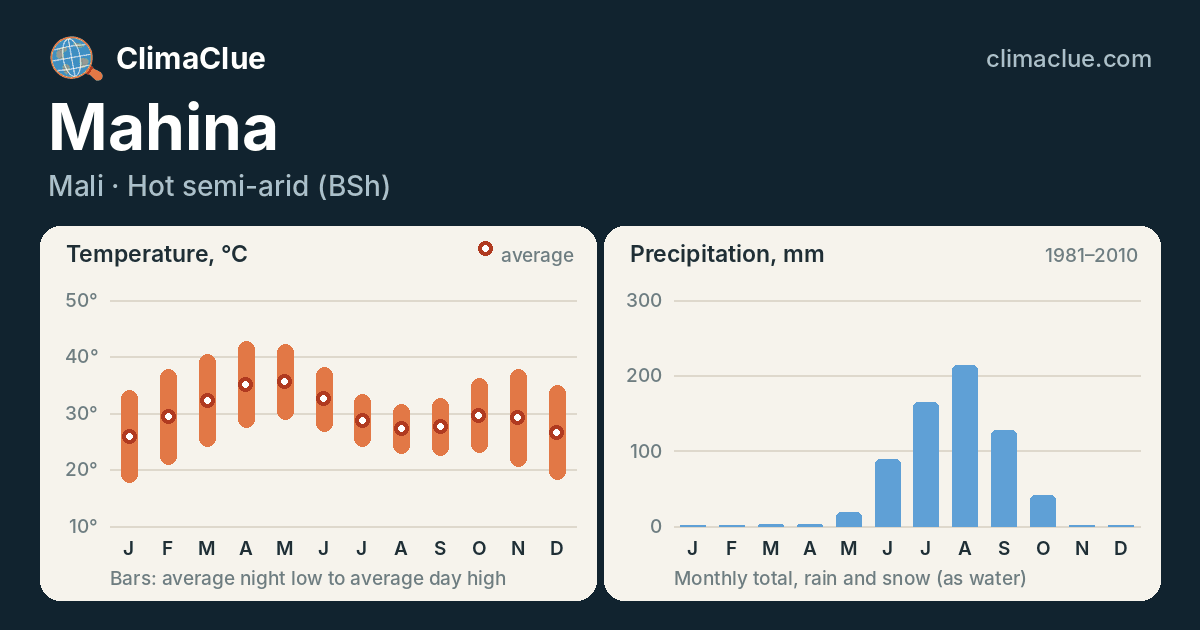 ClimaClue
climaclue.com
Mahina
Mali · Hot semi-arid (BSh)
Temperature, °C
average
50°
40°
30°
20°
10°
J F M A M J J A S O N D
Bars: average night low to average day high
Precipitation, mm
1981–2010
300
200
100
0
J F M A M J J A S O N D
Monthly total, rain and snow (as water)